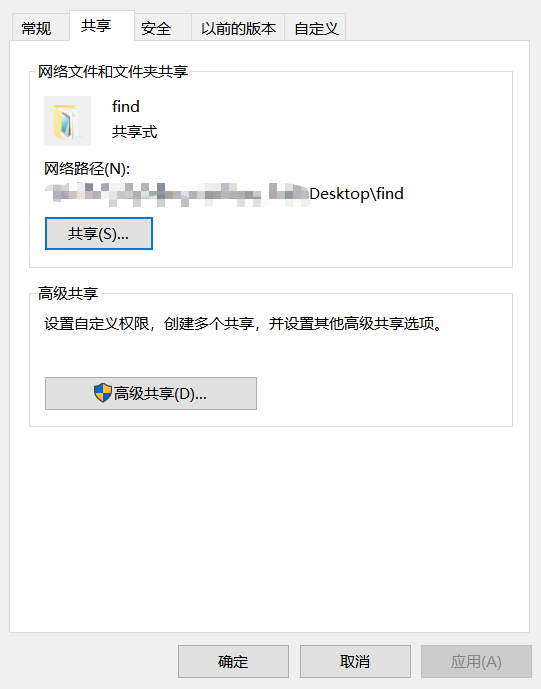 常规 共享 安全 以前的版本 自定义
网络文件和文件夹共享
find
共享式
网络路径(N):
Desktop\find
共享(S)...
高级共享
设置自定义权限，创建多个共享，并设置其他高级共享选项。
高级共享(D)...
确定 取消 应用(A)